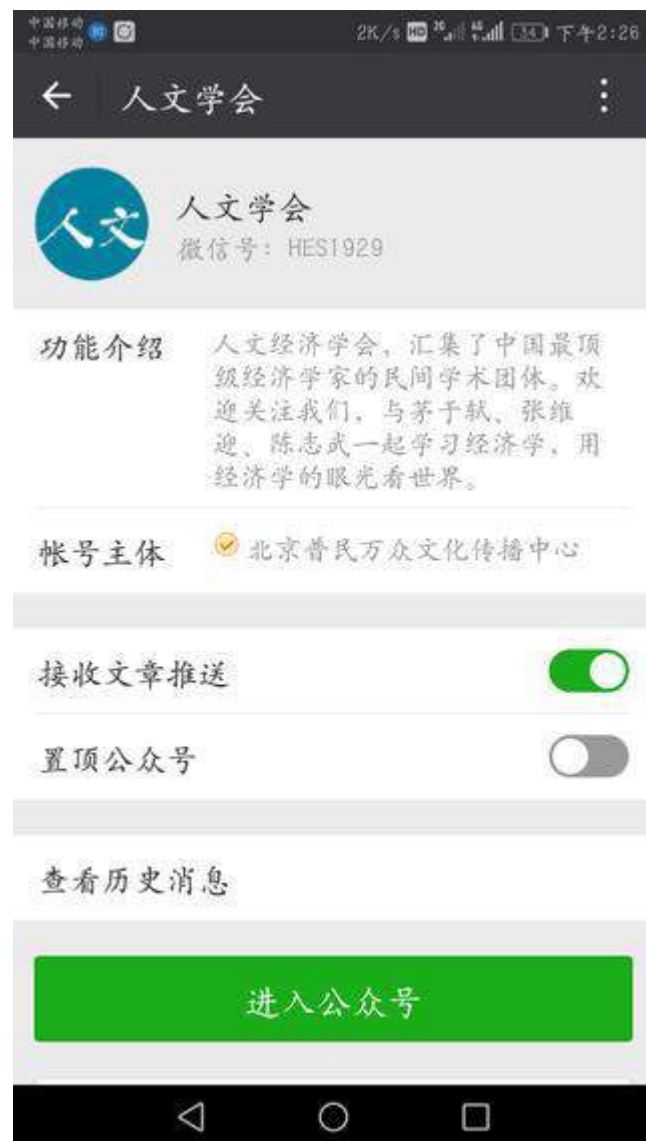 中国移动
中国移动
2K/s HD 2G 4G 34 下午2:26
人文学会
人文
人文学会
微信号: HES1929
功能介绍
人文经济学会,汇集了中国最顶
级经济学家的民间学术团体。欢
迎关注我们,与茅于轼、张维
迎、陈志武一起学习经济学,用
经济学的眼光看世界。
帐号主体
北京普民万众文化传播中心
接收文章推送
置顶公众号
查看历史消息
进入公众号